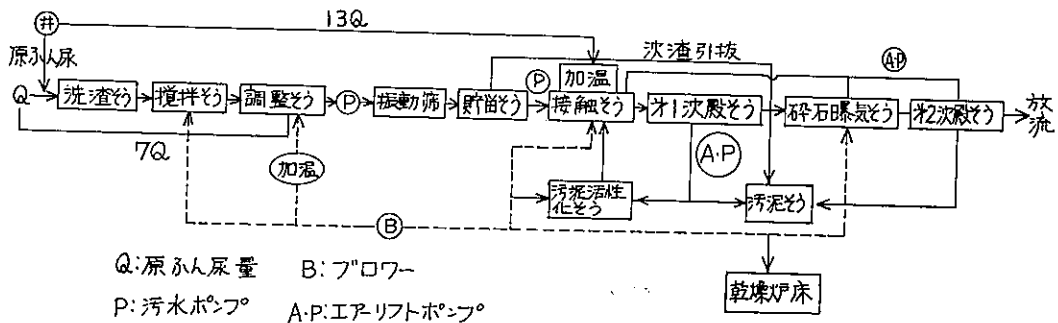 井
13Q
原ふん尿
沈渣引抜
A・P
P
加温
Q
洗渣そう
撹拌そう
調整そう
P
振動篩
貯留そう
接触そう
才1沈殿そう
砕石曝気そう
才2沈殿そう
放流
7Q
加温
A・P
汚泥活性
化そう
汚泥そう
B
乾燥炉床
Q:原ふん尿量
B:ブロワー
P:汚水ポンプ
A・P:エアーリフトポンプ